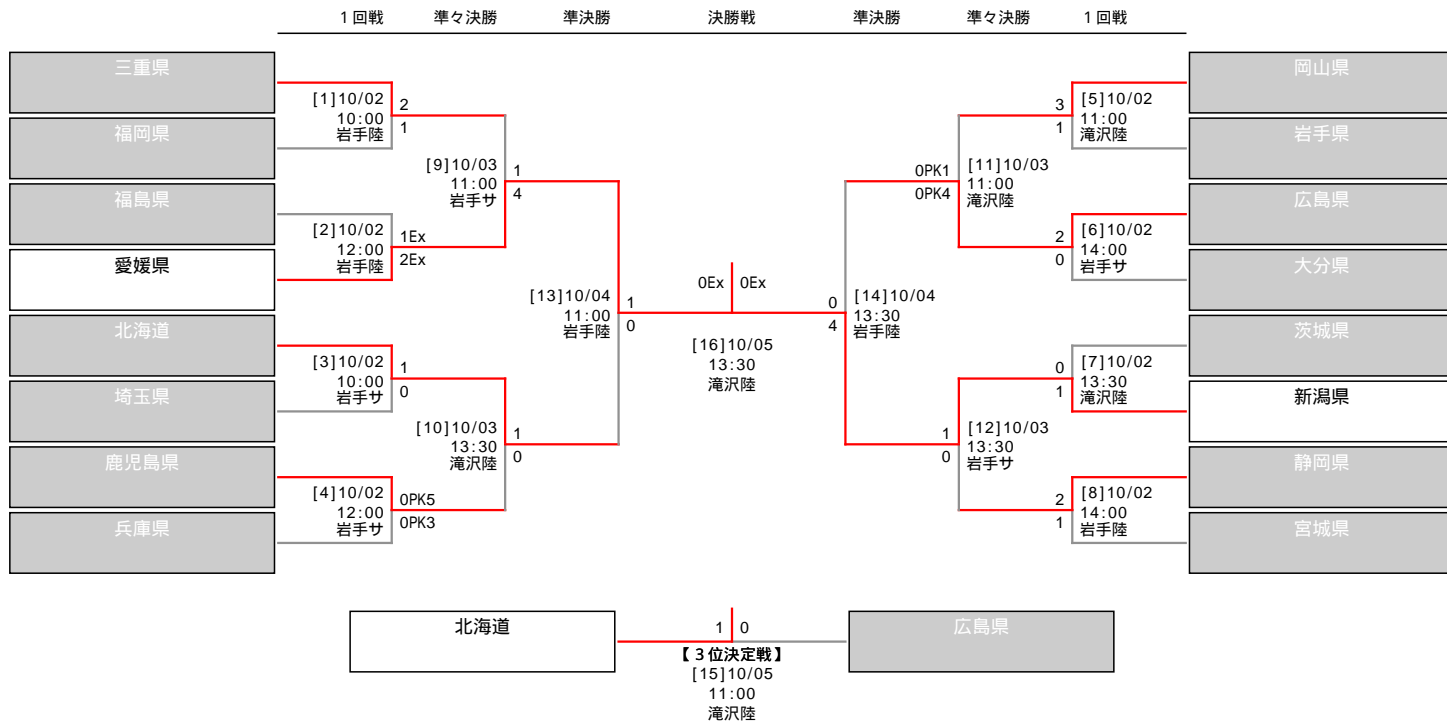 1回戦 準々決勝 準決勝 決勝戦 準決勝 準々決勝 1回戦
三重県
[1]10/02
10:00
岩手陸
2
1
福岡県
[9]10/03
11:00
岩手サ
1
4
福島県
[2]10/02
12:00
岩手陸
1Ex
2Ex
愛媛県
[13]10/04
11:00
岩手陸
1
0
北海道
[3]10/02
10:00
岩手サ
1
0
埼玉県
[10]10/03
13:30
滝沢陸
1
0
鹿児島県
[4]10/02
12:00
岩手サ
0PK5
0PK3
兵庫県
0Ex 0Ex
[16]10/05
13:30
滝沢陸
岡山県
3
1
[5]10/02
11:00
滝沢陸
岩手県
0PK1
0PK4
[11]10/03
11:00
滝沢陸
広島県
2
0
[6]10/02
14:00
岩手サ
大分県
0
4
[14]10/04
13:30
岩手陸
茨城県
0
1
[7]10/02
13:30
滝沢陸
新潟県
1
0
[12]10/03
13:30
岩手サ
静岡県
2
1
[8]10/02
14:00
岩手陸
宮城県
北海道
1 0
広島県
【3位決定戦】
[15]10/05
11:00
滝沢陸